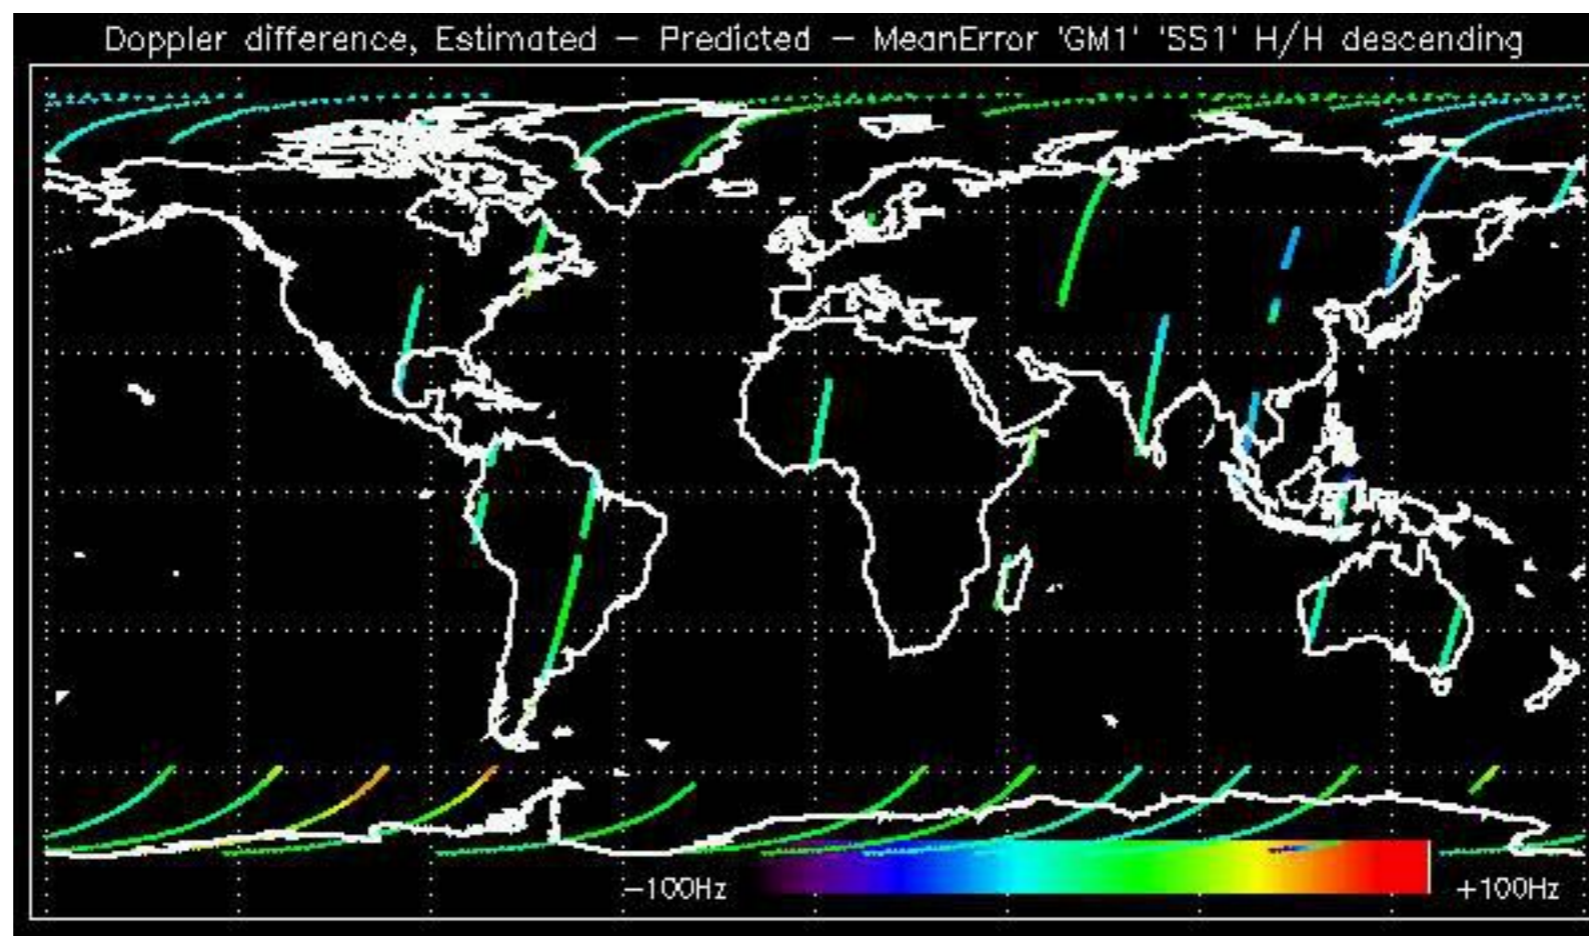 Doppler difference, Estimated – Predicted – MeanError 'GM1' 'SS1' H/H descending
–100Hz
+100Hz